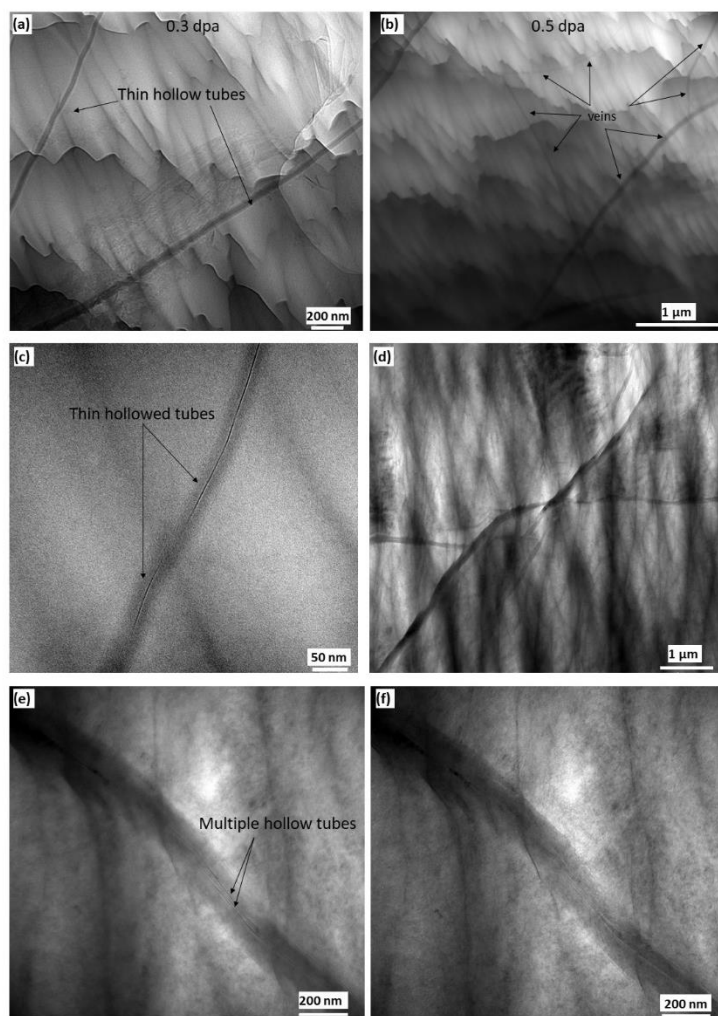 (a)
0.3 dpa
Thin hollow tubes
200 nm
(b)
0.5 dpa
veins
1 μm
(c)
Thin hollowed tubes
50 nm
(d)
1 μm
(e)
Multiple hollow tubes
200 nm
(f)
200 nm